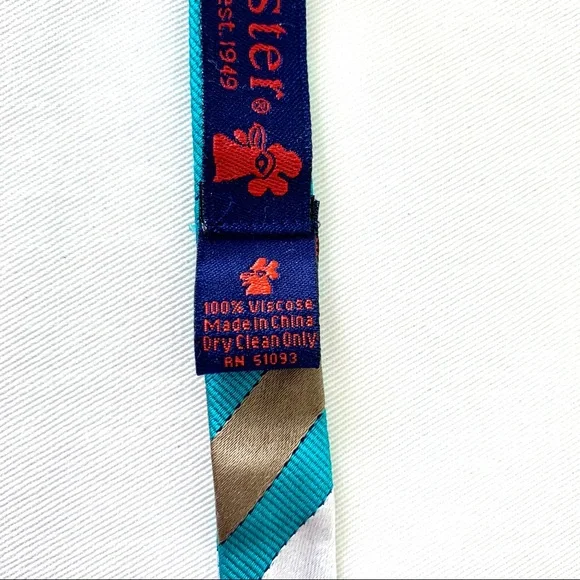 ster®
est. 1949
100% Viscose
Made in China
Dry Clean Only
RN 51093